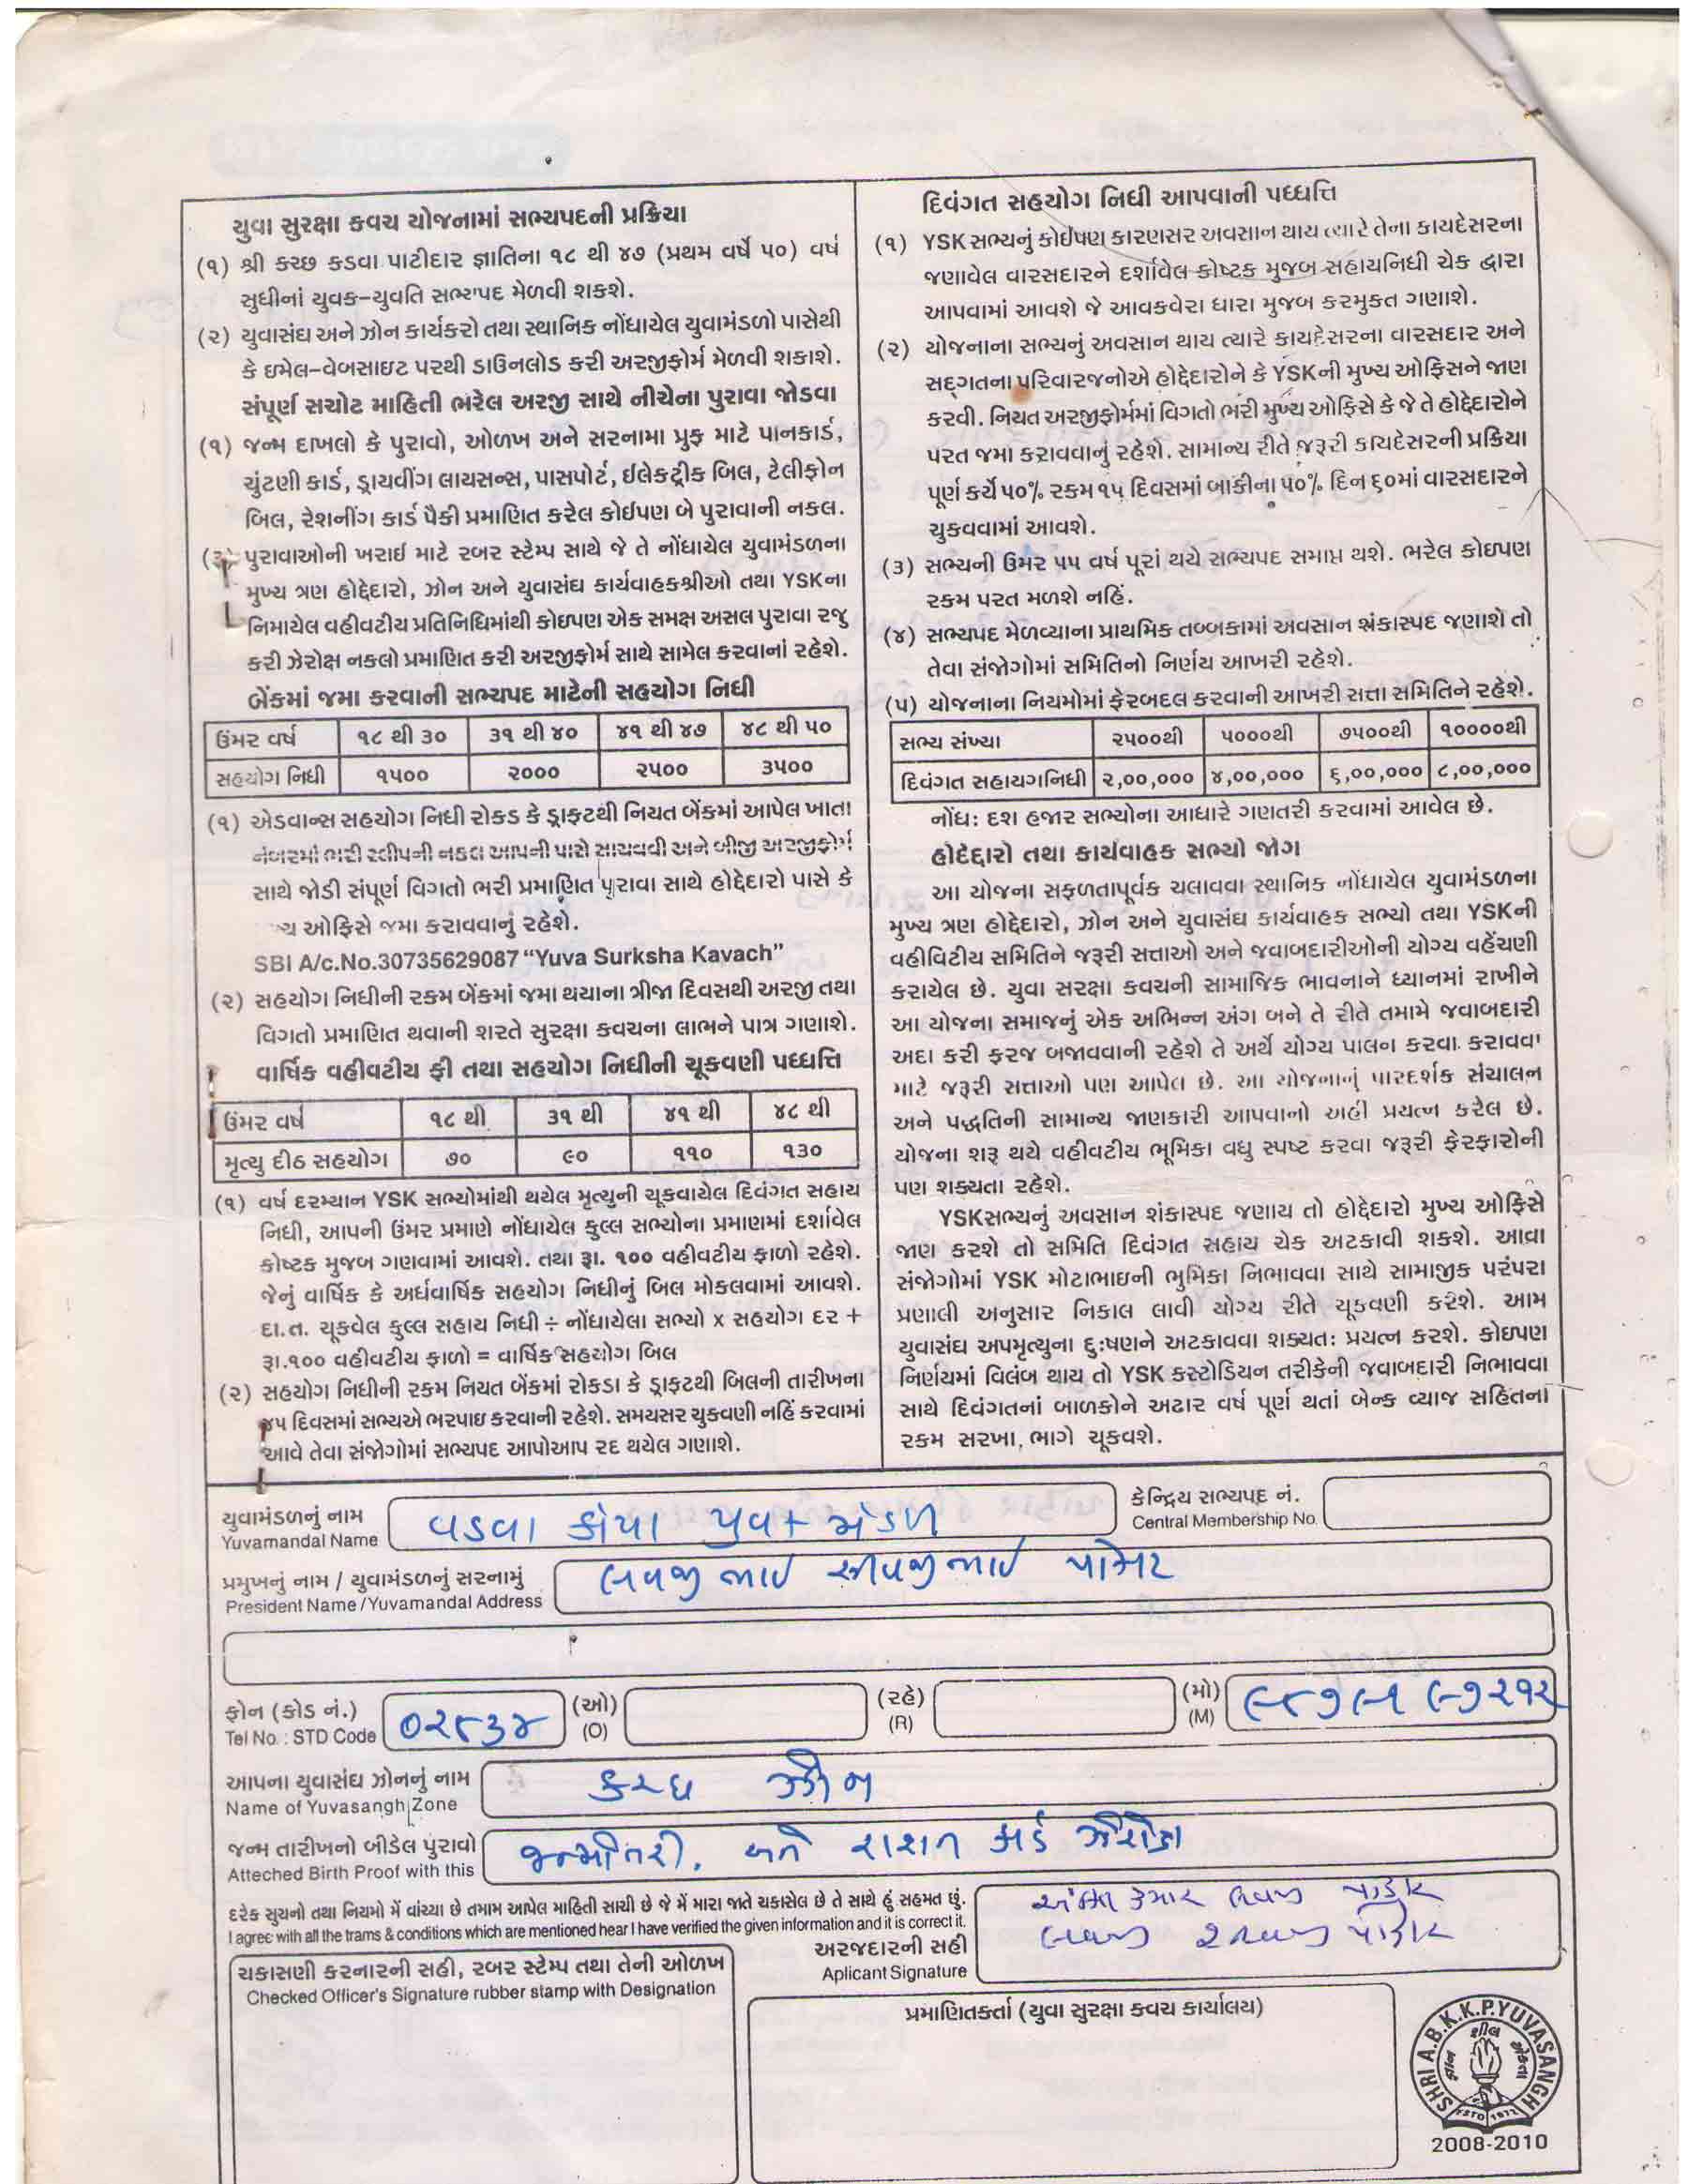 યુવા સુરક્ષા કવચ યોજનામાં સભ્યપદની પ્રક્રિયા
(૧) શ્રી કચ્છ કડવા પાટીદાર જ્ઞાતિના ૧૮ થી ૪૭ (પ્રથમ વર્ષે ૫૦) વર્ષ
સુધીનાં યુવક-યુવતિ સભ્યપદ મેળવી શકશે.
(૨) યુવાસંઘ અને ઝોન કાર્યકરો તથા સ્થાનિક નોંધાયેલ યુવામંડળો પાસેથી
કે ઇમેલ-વેબસાઇટ પરથી ડાઉનલોડ કરી અરજીફોર્મ મેળવી શકાશે.
સંપૂર્ણ સચોટ માહિતી ભરેલ અરજી સાથે નીચેના પુરાવા જોડવા
(૧) જન્મ દાખલો કે પુરાવો, ઓળખ અને સરનામા પ્રુફ માટે પાનકાર્ડ,
ચુંટણી કાર્ડ, ડ્રાયવીંગ લાયસન્સ, પાસપોર્ટ, ઈલેક્ટ્રીક બિલ, ટેલીફોન
બિલ, રેશનીંગ કાર્ડ પૈકી પ્રમાણિત કરેલ કોઈપણ બે પુરાવાની નકલ.
પુરાવાઓની ખરાઈ માટે રબર સ્ટેમ્પ સાથે જે તે નોંધાયેલ યુવામંડળના
મુખ્ય ત્રણ હોદ્દેદારો, ઝોન અને યુવાસંઘ કાર્યવાહકશ્રીઓ તથા YSKના
નિમાયેલ વહીવટીય પ્રતિનિધિમાંથી કોઇપણ એક સમક્ષ અસલ પુરાવા રજુ
કરી ઝેરોક્ષ નકલો પ્રમાણિત કરી અરજીફોર્મ સાથે સામેલ કરવાનાં રહેશે.
બેંકમાં જમા કરવાની સભ્યપદ માટેની સહયોગ નિધી
ઉંમર વર્ષ ૧૮ થી ૩૦ ૩૧ થી ૪૦ ૪૧ થી ૪૭ ૪૮ થી ૫૦
સહયોગ નિધી ૧૫૦૦ ૨૦૦૦ ૨૫૦૦ ૩૫૦૦
(૧) એડવાન્સ સહયોગ નિધી રોકડ કે ડ્રાફટથી નિયત બેંકમાં આપેલ ખાતા
નંબરમાં ભરી સ્લીપની નકલ આપની પાસે સાચવવી અને બીજી અરજીફોર્મ
સાથે જોડી સંપૂર્ણ વિગતો ભરી પ્રમાણિત પુરાવા સાથે હોદ્દેદારો પાસે કે
ઓફિસે જમા કરાવવાનું રહેશે.
SBI A/c.No.30735629087 “Yuva Surksha Kavach”
(૨) સહયોગ નિધીની રકમ બેંકમાં જમા થયાના ત્રીજા દિવસથી અરજી તથા
વિગતો પ્રમાણિત થવાની શરતે સુરક્ષા કવચના લાભને પાત્ર ગણાશે.
વાર્ષિક વહીવટીય ફી તથા સહયોગ નિધીની ચૂકવણી પધ્ધતિ
ઉંમર વર્ષ ૧૮ થી ૩૧ થી ૪૧ થી ૪૮ થી
મૃત્યુ દીઠ સહયોગ ૭૦ ૯૦ ૧૧૦ ૧૩૦
(૧) વર્ષ દરમ્યાન YSK સભ્યોમાંથી થયેલ મૃત્યુની ચૂકવાયેલ દિવંગત સહાય
નિધી, આપની ઉંમર પ્રમાણે નોંધાયેલ કુલ્લ સભ્યોના પ્રમાણમાં દર્શાવેલ
કોષ્ટક મુજબ ગણવામાં આવશે. તથા રૂા. ૧૦૦ વહીવટીય ફાળો રહેશે.
જેનું વાર્ષિક કે અર્ધવાર્ષિક સહયોગ નિધીનું બિલ મોકલવામાં આવશે.
દા.ત. ચૂકવેલ કુલ્લ સહાય નિધી ÷ નોંધાયેલા સભ્યો x સહયોગ દર +
રૂા.૧૦૦ વહીવટીય ફાળો = વાર્ષિક સહયોગ બિલ
(૨) સહયોગ નિધીની રકમ નિયત બેંકમાં રોકડા કે ડ્રાફટથી બિલની તારીખના
૪૫ દિવસમાં સભ્યએ ભરપાઇ કરવાની રહેશે. સમયસર ચુકવણી નહિં કરવામાં
આવે તેવા સંજોગોમાં સભ્યપદ આપોઆપ રદ થયેલ ગણાશે.
દિવંગત સહયોગ નિધી આપવાની પધ્ધત્તિ
(૧) YSK સભ્યનું કોઈપણ કારણસર અવસાન થાય ત્યારે તેના કાયદેસરના
જણાવેલ વારસદારને દર્શાવેલ કોષ્ટક મુજબ સહાયનિધી ચેક દ્વારા
આપવામાં આવશે જે આવકવેરા ધારા મુજબ કરમુકત ગણાશે.
(૨) યોજનાના સભ્યનું અવસાન થાય ત્યારે કાયદેસરના વારસદાર અને
સદ્ગતના પરિવારજનોએ હોદ્દેદારોને કે YSKની મુખ્ય ઓફિસને જાણ
કરવી. નિયત અરજીફોર્મમાં વિગતો ભરી મુખ્ય ઓફિસે કે જે તે હોદ્દેદારોને
પરત જમા કરાવવાનું રહેશે. સામાન્ય રીતે જરૂરી કાયદેસરની પ્રક્રિયા
પૂર્ણ કર્યે ૫૦% રકમ ૧૫ દિવસમાં બાકીના ૫૦% દિન ૬૦માં વારસદારને
ચુકવવામાં આવશે.
(૩) સભ્યની ઉંમર ૫૫ વર્ષ પૂરાં થયે સભ્યપદ સમાપ્ત થશે. ભરેલ કોઇપણ
રકમ પરત મળશે નહિં.
(૪) સભ્યપદ મેળવ્યાના પ્રાથમિક તબ્બકામાં અવસાન શંકાસ્પદ જણાશે તો
તેવા સંજોગોમાં સમિતિનો નિર્ણય આખરી રહેશે.
(૫) યોજનાના નિયમોમાં ફેરબદલ કરવાની આખરી સત્તા સમિતિને રહેશે.
સભ્ય સંખ્યા ૨૫૦૦થી ૫૦૦૦થી ૭૫૦૦થી ૧૦૦૦૦થી
દિવંગત સહાયગનિધી ૨,૦૦,૦૦૦ ૪,૦૦,૦૦૦ ૬,૦૦,૦૦૦ ૮,૦૦,૦૦૦
નોંધ: દશ હજાર સભ્યોના આધારે ગણતરી કરવામાં આવેલ છે.
હોદેદ્દારો તથા કાર્યવાહક સભ્યો જોગ
આ યોજના સફળતાપૂર્વક ચલાવવા સ્થાનિક નોંધાયેલ યુવામંડળના
મુખ્ય ત્રણ હોદ્દેદારો, ઝોન અને યુવાસંઘ કાર્યવાહક સભ્યો તથા YSKની
વહીવિટીય સમિતિને જરૂરી સત્તાઓ અને જવાબદારીઓની યોગ્ય વહેંચણી
કરાયેલ છે. યુવા સરક્ષા કવચની સામાજિક ભાવનાને ધ્યાનમાં રાખીને
આ યોજના સમાજનું એક અભિન્ન અંગ બને તે રીતે તમામે જવાબદારી
અદા કરી ફરજ બજાવવાની રહેશે તે અર્થે યોગ્ય પાલન કરવા કરાવવા
માટે જરૂરી સત્તાઓ પણ આપેલ છે. આ યોજનાનું પારદર્શક સંચાલન
અને પદ્ધતિની સામાન્ય જાણકારી આપવાનો અહીં પ્રયત્ન કરેલ છે.
યોજના શરૂ થયે વહીવટીય ભૂમિકા વધુ સ્પષ્ટ કરવા જરૂરી ફેરફારોની
પણ શક્યતા રહેશે.
YSKસભ્યનું અવસાન શંકાસ્પદ જણાય તો હોદ્દેદારો મુખ્ય ઓફિસે
જાણ કરશે તો સમિતિ દિવંગત સહાય ચેક અટકાવી શકશે. આવા
સંજોગોમાં YSK મોટાભાઇની ભુમિકા નિભાવવા સાથે સામાજીક પરંપરા
પ્રણાલી અનુસાર નિકાલ લાવી યોગ્ય રીતે ચૂકવણી કરશે. આમ
યુવાસંઘ અપમૃત્યુના દુ:ષણને અટકાવવા શક્યત: પ્રયત્ન કરશે. કોઇપણ
નિર્ણયમાં વિલંબ થાય તો YSK કસ્ટોડિયન તરીકેની જવાબદારી નિભાવવા
સાથે દિવંગતનાં બાળકોને અઢાર વર્ષ પૂર્ણ થતાં બેન્ક વ્યાજ સહિતના
રકમ સરખા ભાગે ચૂકવશે.
યુવામંડળનું નામ વડવા કાંયા યુવક મંડળ કેન્દ્રિય સભ્યપદ નં.
Yuvamandal Name Central Membership No.
પ્રમુખનું નામ / યુવામંડળનું સરનામું લવજીભાઈ
President Name / Yuvamandal Address
ફોન (કોડ નં.) ૦૨૮૩૪ (ઓ) (રહે) (મો) ૯૮૭૯૧ ૯૭૨૧૨
Tel No. : STD Code (O) (R) (M)
આપના યુવાસંઘ ઝોનનું નામ કચ્છ ઝોન
Name of Yuvasangh Zone
જન્મ તારીખનો બીડેલ પુરાવો જન્મોતરી. અને રાશન કાર્ડ ઝેરોક્ષ
Atteched Birth Proof with this
દરેક સુચનો તથા નિયમો મેં વાંચ્યા છે તમામ આપેલ માહિતી સાચી છે જે મેં મારા જાતે ચકાસેલ છે તે સાથે હું સહમત છું.
I agree with all the trams & conditions which are mentioned hear I have verified the given information and it is correct it.
અરજદારની સહી
Aplicant Signature
ચકાસણી કરનારની સહી, રબર સ્ટેમ્પ તથા તેની ઓળખ
Checked Officer's Signature rubber stamp with Designation
પ્રમાણિતકર્તા (યુવા સુરક્ષા કવચ કાર્યાલય)
SHRI A.B.K.K.P.YUVASANGH
શીલ
ESTD 1972
2008-2010